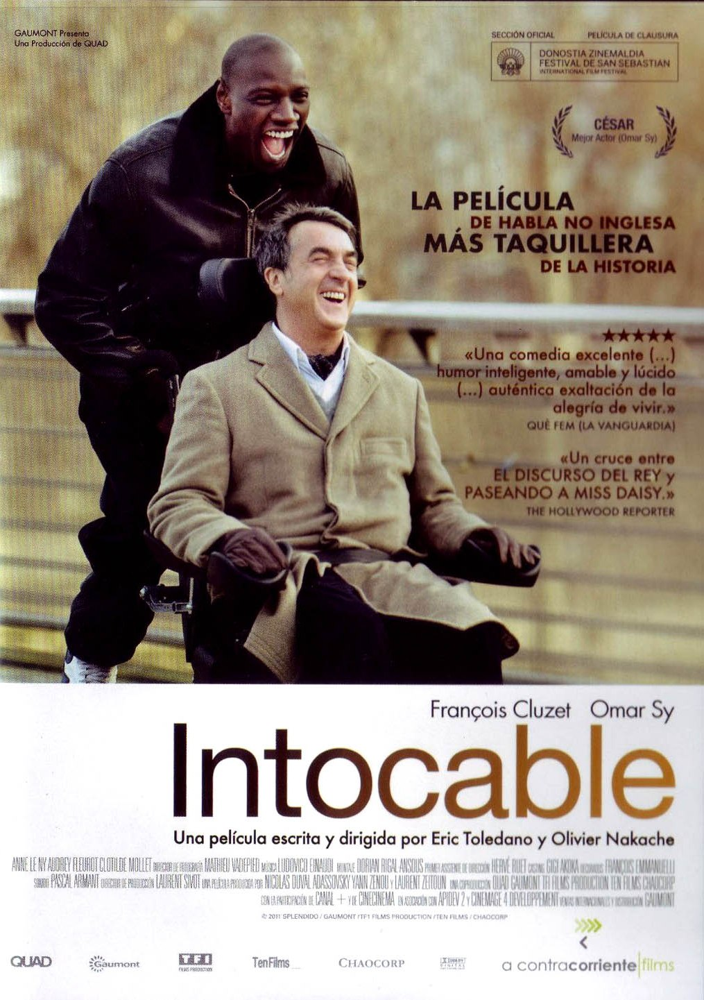 GAUMONT Presenta
Una Producción de QUAD
SECCIÓN OFICIAL PELÍCULA DE CLAUSURA
DONOSTIA ZINEMALDIA
FESTIVAL DE SAN SEBASTIAN
INTERNATIONAL FILM FESTIVAL
CÉSAR
Mejor Actor (Omar Sy)
LA PELÍCULA
DE HABLA NO INGLESA
MÁS TAQUILLERA
DE LA HISTORIA
★★★★★
«Una comedia excelente (...)
humor inteligente, amable y lúcido
(...) auténtica exaltación de la
alegría de vivir.»
QUÈ FEM (LA VANGUARDIA)
«Un cruce entre
EL DISCURSO DEL REY y
PASEANDO A MISS DAISY.»
THE HOLLYWOOD REPORTER
François Cluzet Omar Sy
Intocable
Una película escrita y dirigida por Eric Toledano y Olivier Nakache
ANNE LE NY AUDREY FLEUROT CLOTILDE MOLLET DIRECTOR DE FOTOGRAFÍA MATHIEU VADEPIED MÚSICA LUDOVICO EINAUDI MONTAJE DORIAN RIGAL ANSOUS PRIMER ASISTENTE DE DIRECCIÓN HERVÉ RUET CASTING GIGI AKOKA DECORADOS FRANÇOIS EMMANUELLI
SONIDO PASCAL ARMANT DIRECTOR DE PRODUCCIÓN LAURENT SIVOT UNA PELÍCULA PRODUCIDA POR NICOLAS DUVAL ADASSOVSKY YANN ZENOU Y LAURENT ZEITOUN UNA COPRODUCCIÓN QUAD GAUMONT TF1 FILMS PRODUCTION TEN FILMS CHAOCORP
CON LA PARTICIPACIÓN DE CANAL + Y DE CINECINEMA EN ASOCIACIÓN CON APIDEV 2 Y CINEMAGE 4 DEVELOPPEMENT VENTAS INTERNACIONALES Y DISTRIBUCIÓN GAUMONT
© 2011 SPLENDIDO / GAUMONT / TF1 FILMS PRODUCTION / TEN FILMS / CHAOCORP
QUAD Gaumont TF1 FILMS PRODUCTION TenFilms CHAOCORP DOLBY DIGITAL a contracorriente films